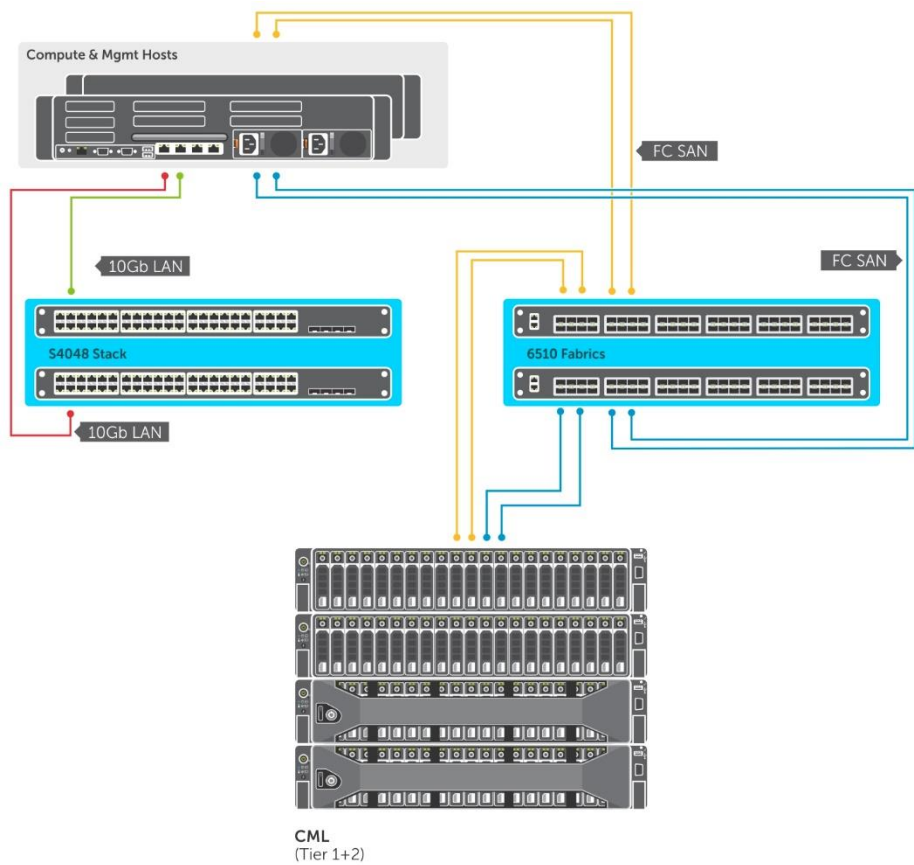 Compute & Mgmt Hosts
FC SAN
10Gb LAN
FC SAN
S4048 Stack
6510 Fabrics
10Gb LAN
CML
(Tier 1+2)